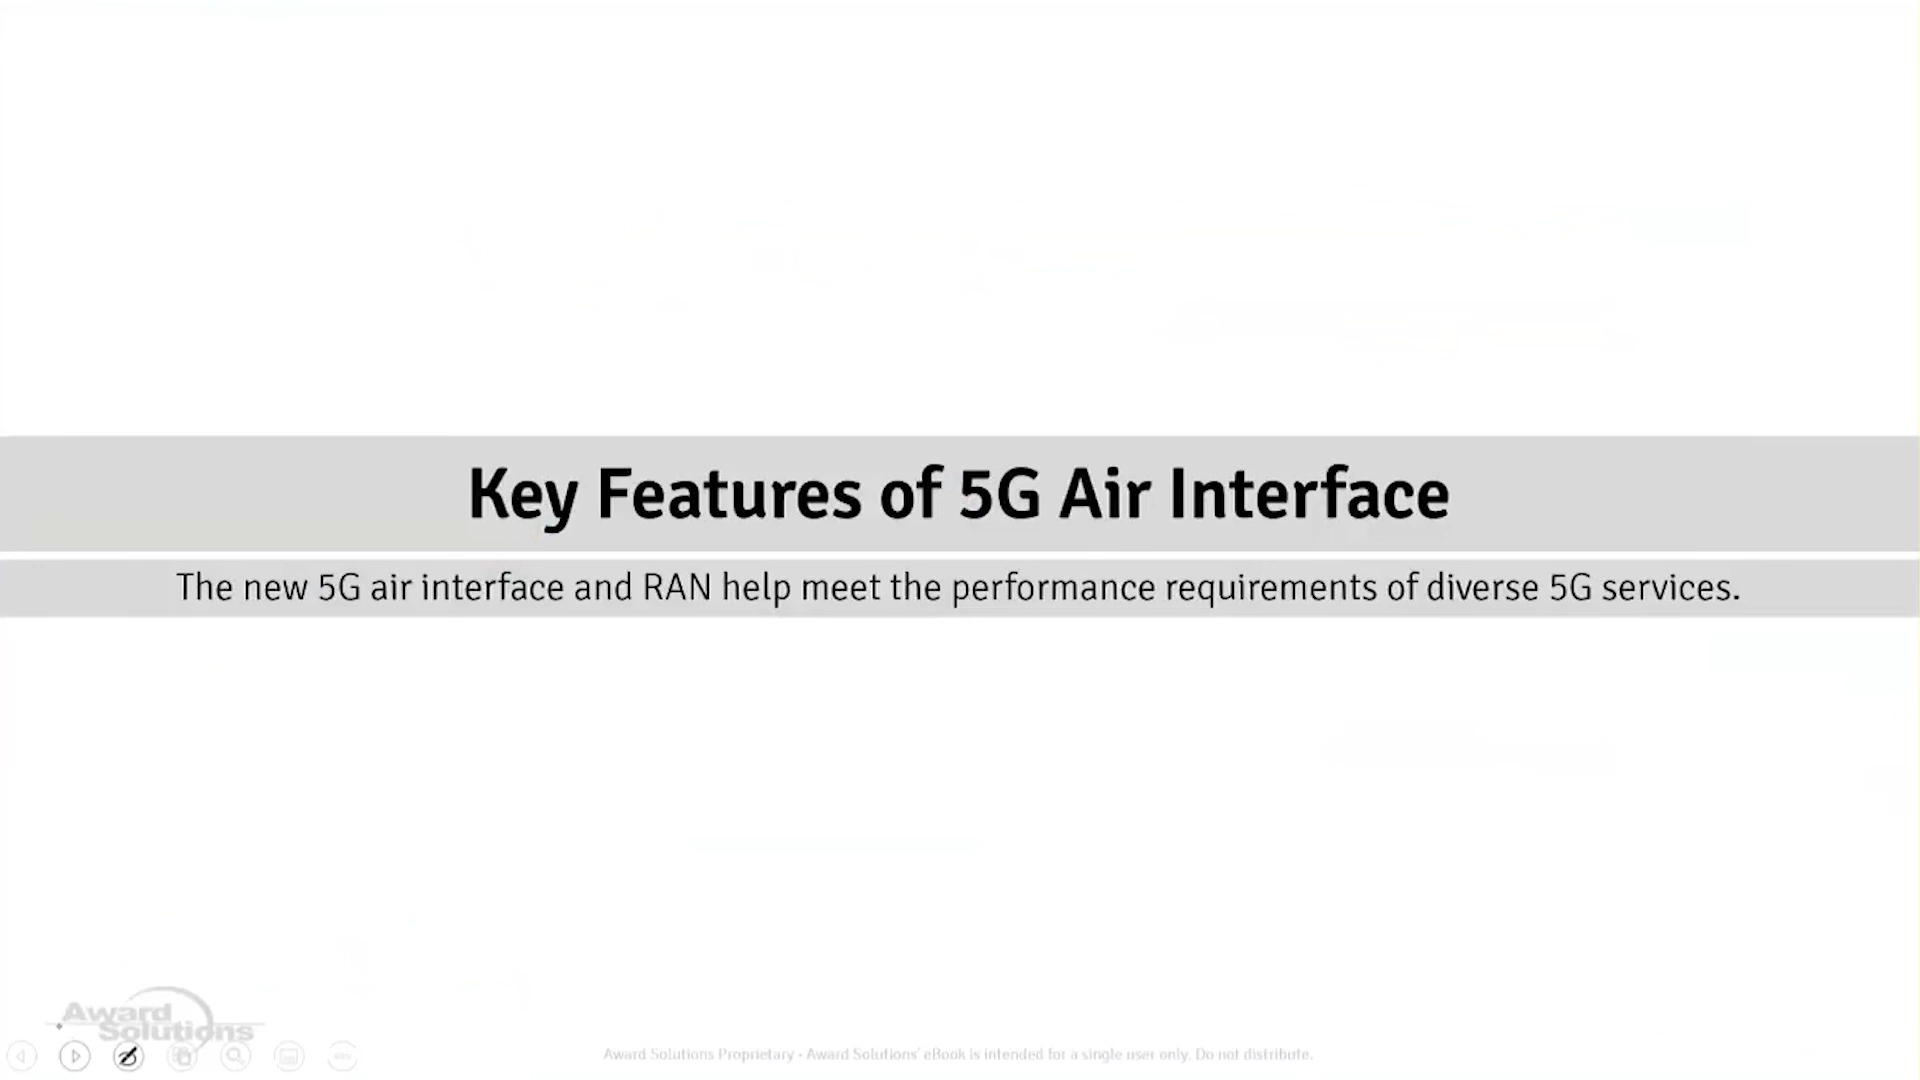 Key Features of 5G Air Interface
The new 5G air interface and RAN help meet the performance requirements of diverse 5G services.
Award
Solutions
Award Solutions Proprietary - Award Solutions' eBook is intended for a single user only. Do not distribute.